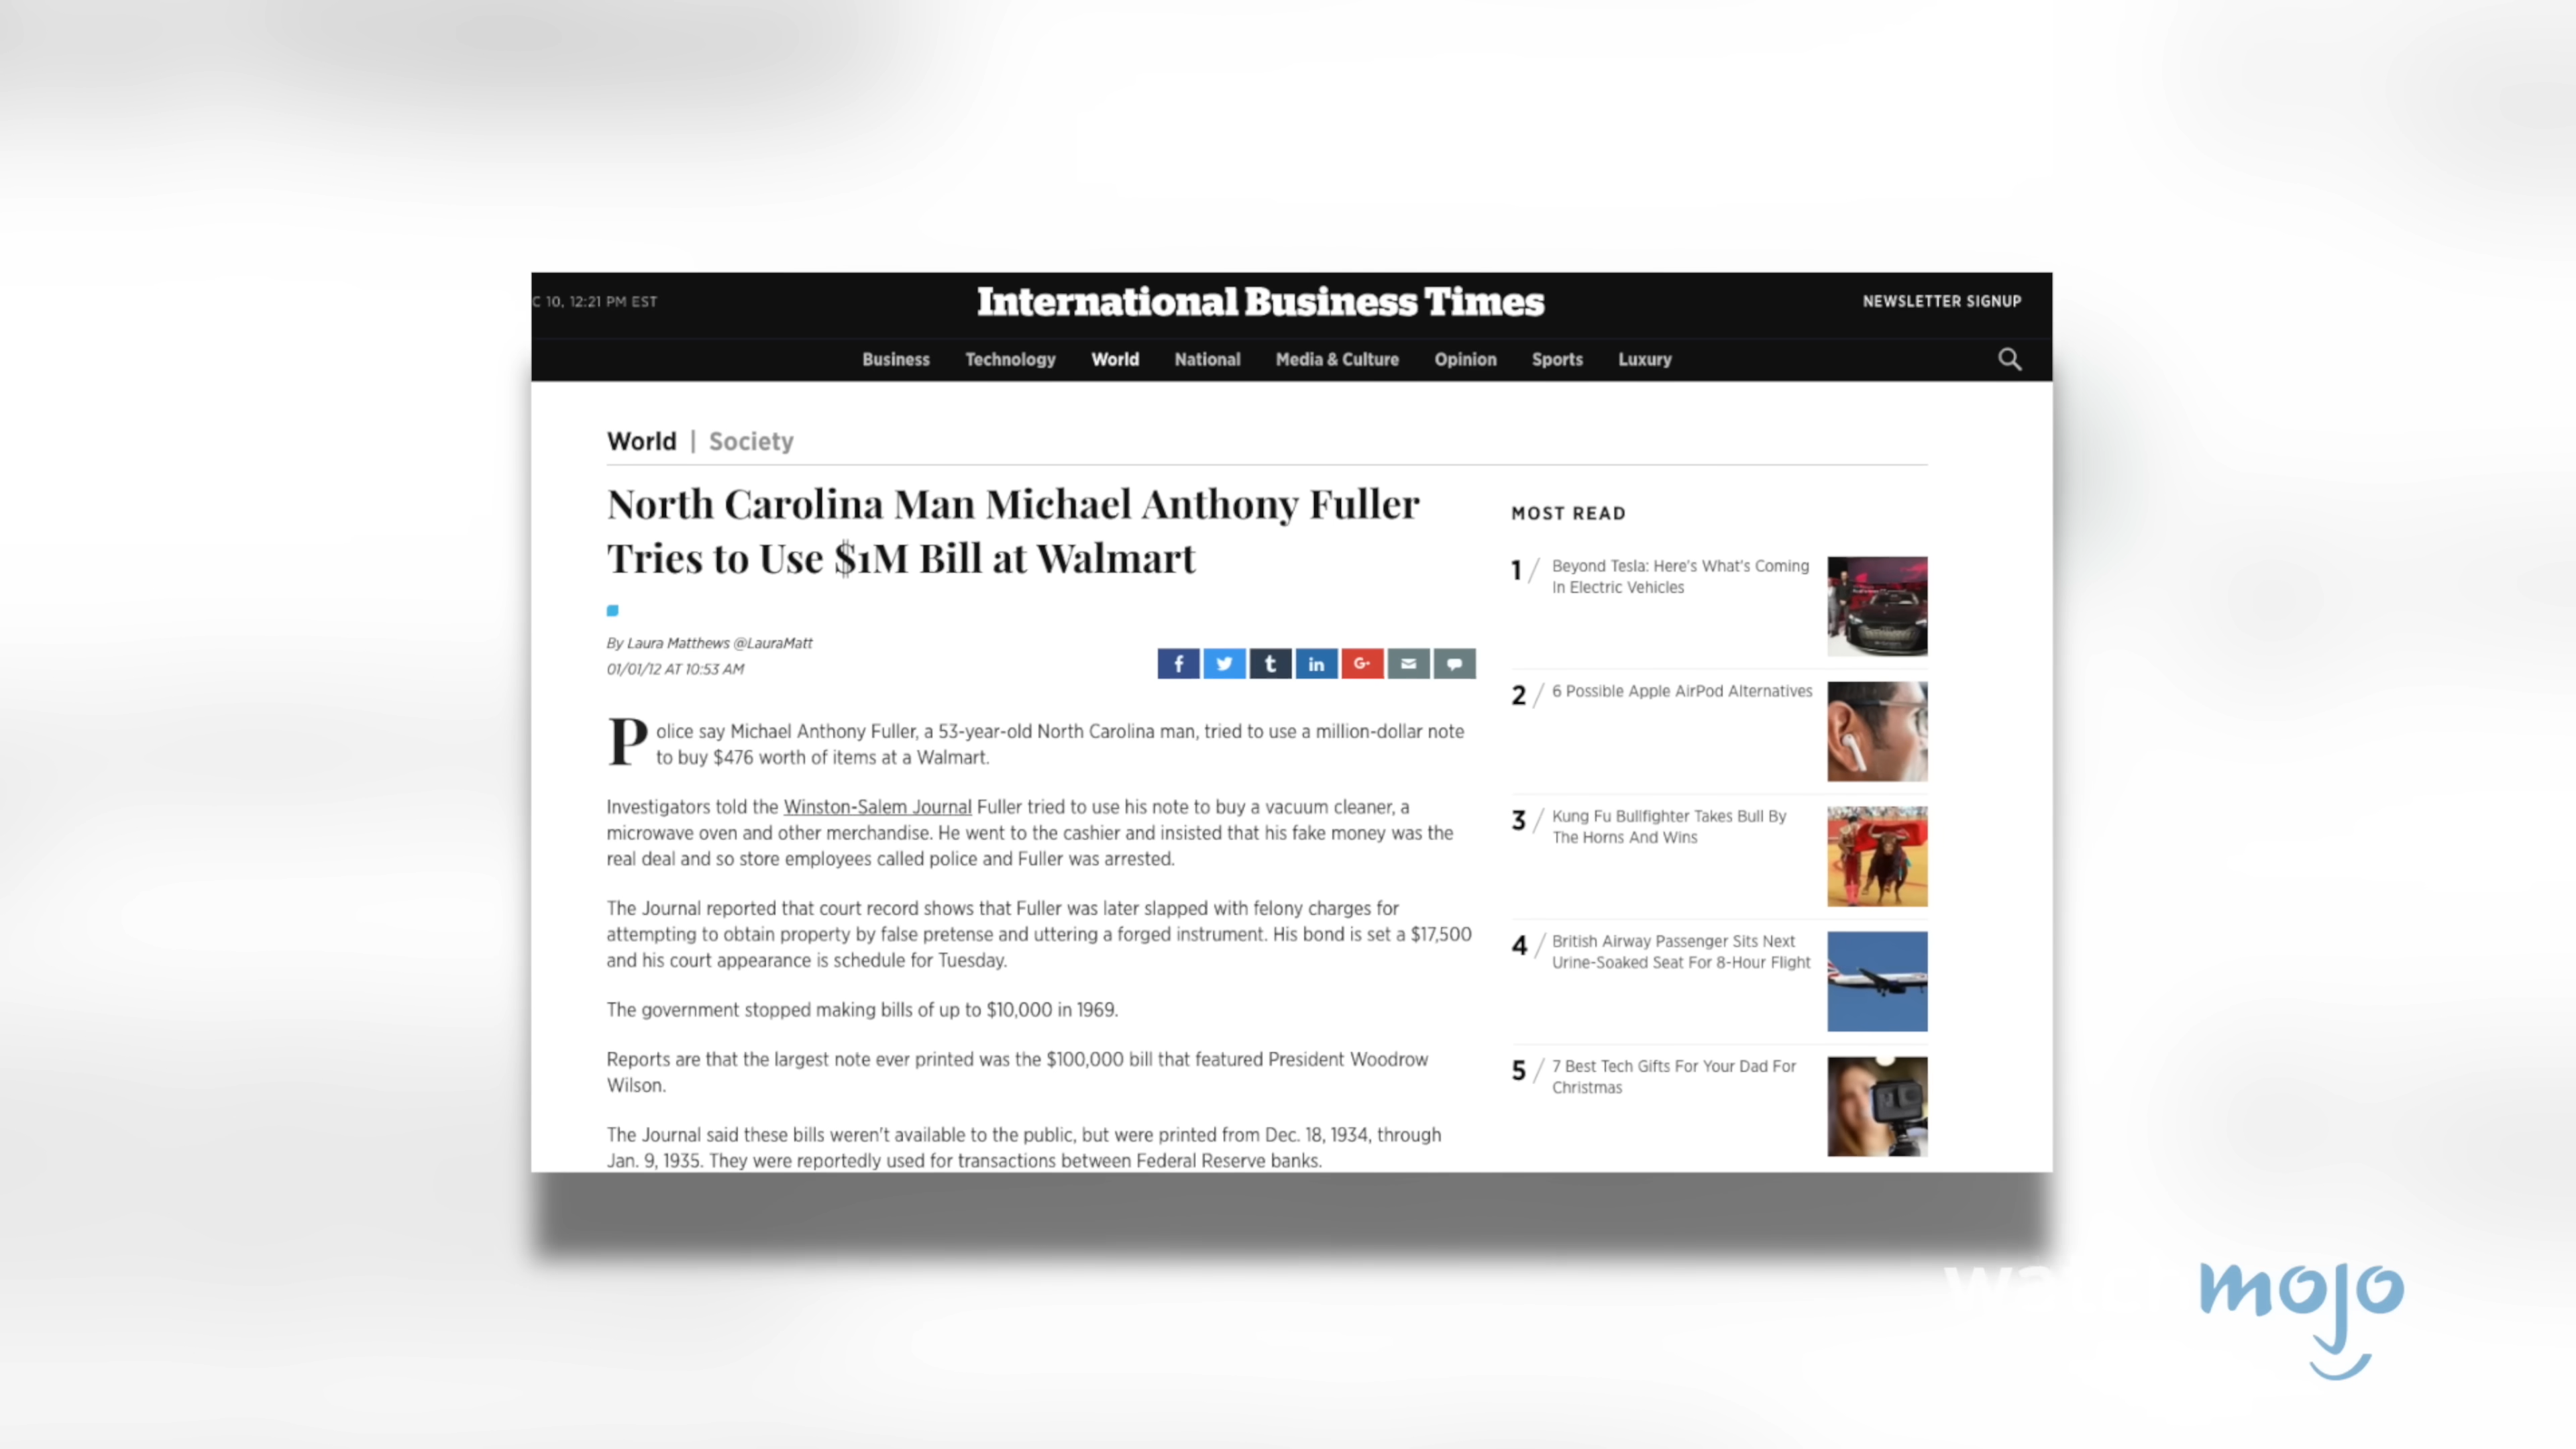 C 10, 12:21 PM EST
International Business Times
NEWSLETTER SIGNUP
Business Technology World National Media & Culture Opinion Sports Luxury
World | Society
North Carolina Man Michael Anthony Fuller
Tries to Use $1M Bill at Walmart
By Laura Matthews @LauraMatt
01/01/12 AT 10:53 AM
Police say Michael Anthony Fuller, a 53-year-old North Carolina man, tried to use a million-dollar note
to buy $476 worth of items at a Walmart.
Investigators told the Winston-Salem Journal Fuller tried to use his note to buy a vacuum cleaner, a
microwave oven and other merchandise. He went to the cashier and insisted that his fake money was the
real deal and so store employees called police and Fuller was arrested.
The Journal reported that court record shows that Fuller was later slapped with felony charges for
attempting to obtain property by false pretense and uttering a forged instrument. His bond is set a $17,500
and his court appearance is schedule for Tuesday.
The government stopped making bills of up to $10,000 in 1969.
Reports are that the largest note ever printed was the $100,000 bill that featured President Woodrow
Wilson.
The Journal said these bills weren't available to the public, but were printed from Dec. 18, 1934, through
Jan. 9, 1935. They were reportedly used for transactions between Federal Reserve banks.
MOST READ
1 / Beyond Tesla: Here's What's Coming
In Electric Vehicles
2 / 6 Possible Apple AirPod Alternatives
3 / Kung Fu Bullfighter Takes Bull By
The Horns And Wins
4 / British Airway Passenger Sits Next
Urine-Soaked Seat For 8-Hour Flight
5 / 7 Best Tech Gifts For Your Dad For
Christmas
mojo